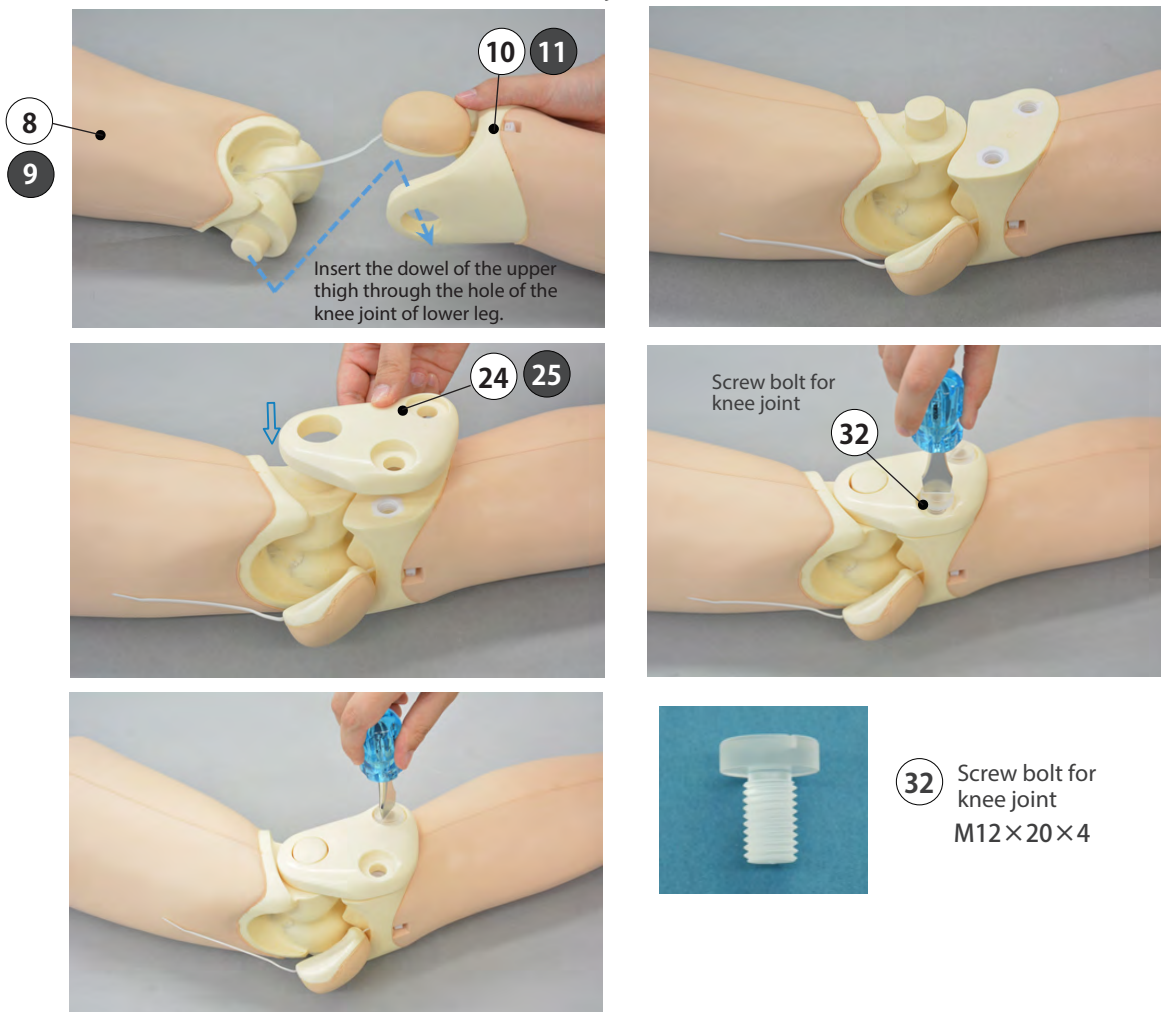 10 11
8
9
Insert the dowel of the upper
thigh through the hole of the
knee joint of lower leg.
24 25
Screw bolt for
knee joint
32
32
Screw bolt for
knee joint
M12×20×4